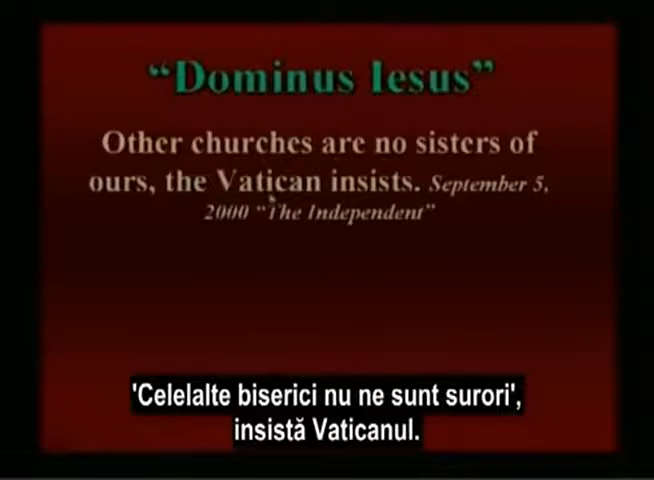 “Dominus Iesus”
Other churches are no sisters of
ours, the Vatican insists. September 5,
2000 “The Independent”
'Celelalte biserici nu ne sunt surori',
insistă Vaticanul.